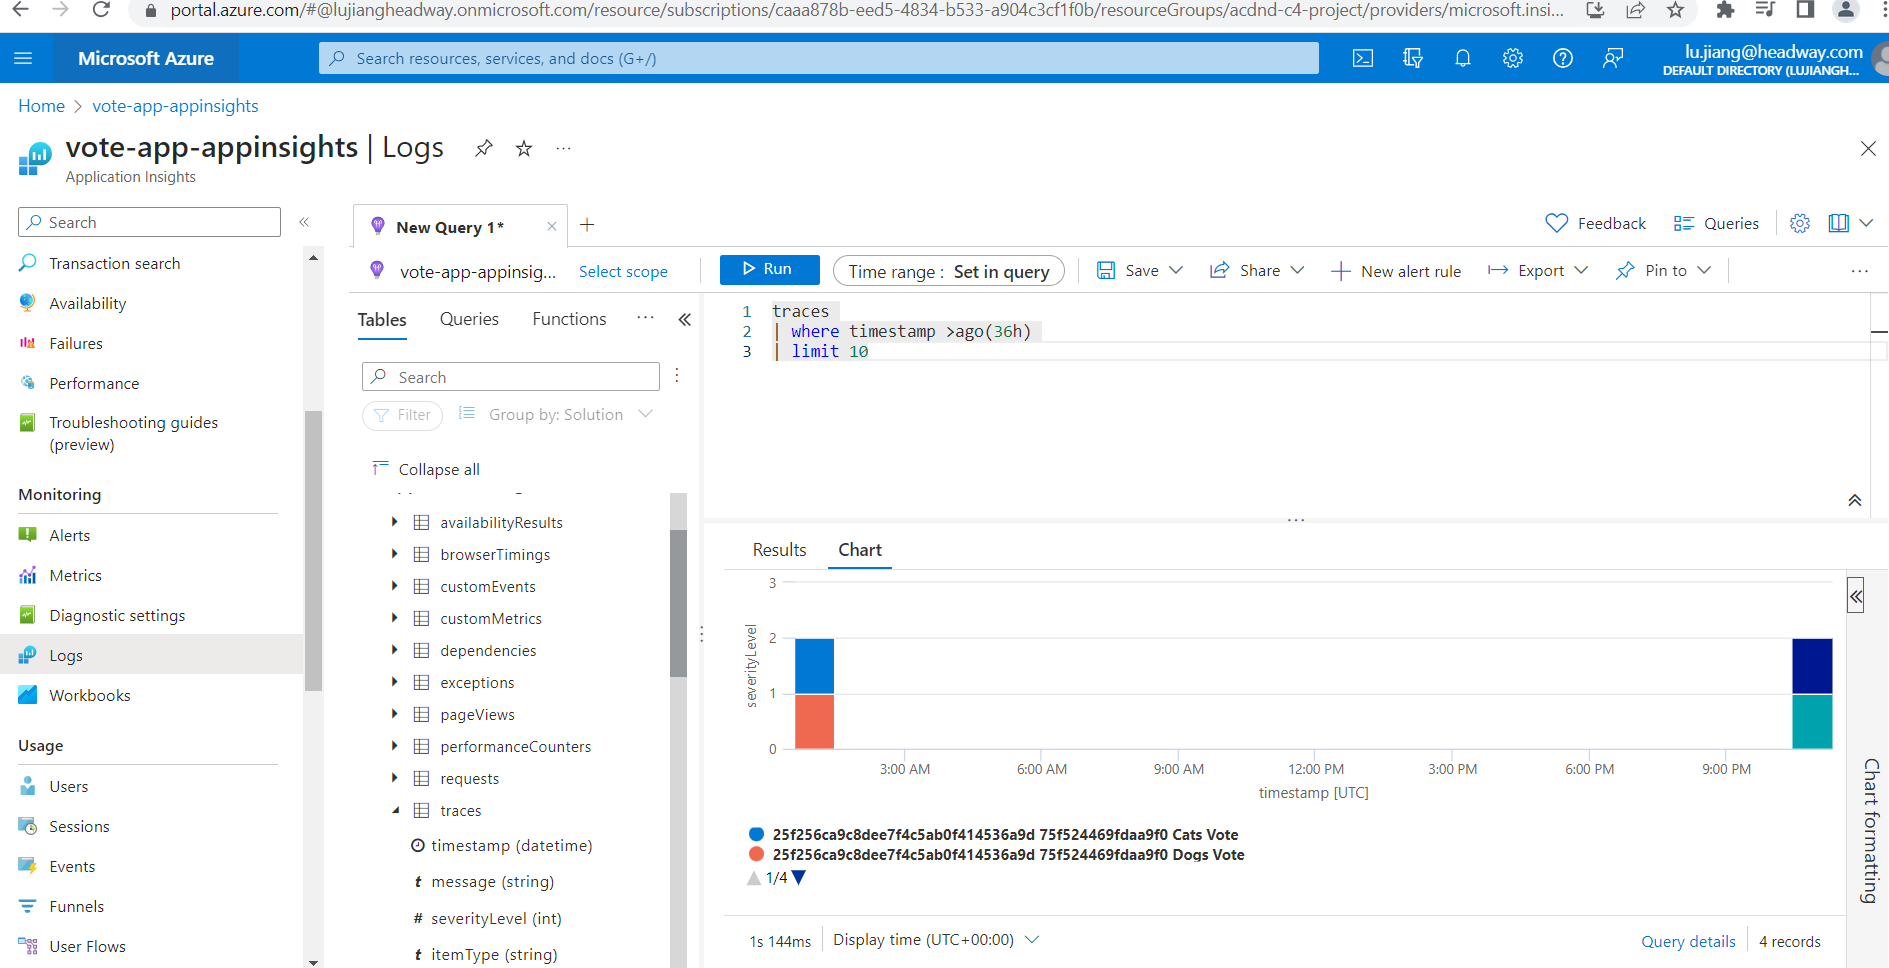 portal.azure.com/#@lujiangheadway.onmicrosoft.com/resource/subscriptions/caaa878b-eed5-4834-b533-a904c3cf1f0b/resourceGroups/acdnd-c4-project/providers/microsoft.insi...
Microsoft Azure
Search resources, services, and docs (G+/)
lu.jiang@headway.com
DEFAULT DIRECTORY (LUJIANGH...
Home > vote-app-appinsights
vote-app-appinsights | Logs
Application Insights
Search
Transaction search
Availability
Failures
Performance
Troubleshooting guides
(preview)
Monitoring
Alerts
Metrics
Diagnostic settings
Logs
Workbooks
Usage
Users
Sessions
Events
Funnels
User Flows
New Query 1*
Feedback
Queries
vote-app-appinsig...
Select scope
Run
Time range : Set in query
Save
Share
New alert rule
Export
Pin to
Tables
Queries
Functions
Search
Filter
Group by: Solution
Collapse all
availabilityResults
browserTimings
customEvents
customMetrics
dependencies
exceptions
pageViews
performanceCounters
requests
traces
timestamp (datetime)
t message (string)
# severityLevel (int)
t itemType (string)
1 traces
2 | where timestamp >ago(36h)
3 | limit 10
Results
Chart
3
2
1
0
severityLevel
3:00 AM
6:00 AM
9:00 AM
12:00 PM
3:00 PM
6:00 PM
9:00 PM
timestamp [UTC]
25f256ca9c8dee7f4c5ab0f414536a9d 75f524469fdaa9f0 Cats Vote
25f256ca9c8dee7f4c5ab0f414536a9d 75f524469fdaa9f0 Dogs Vote
1/4
Chart formatting
1s 144ms
Display time (UTC+00:00)
Query details
4 records